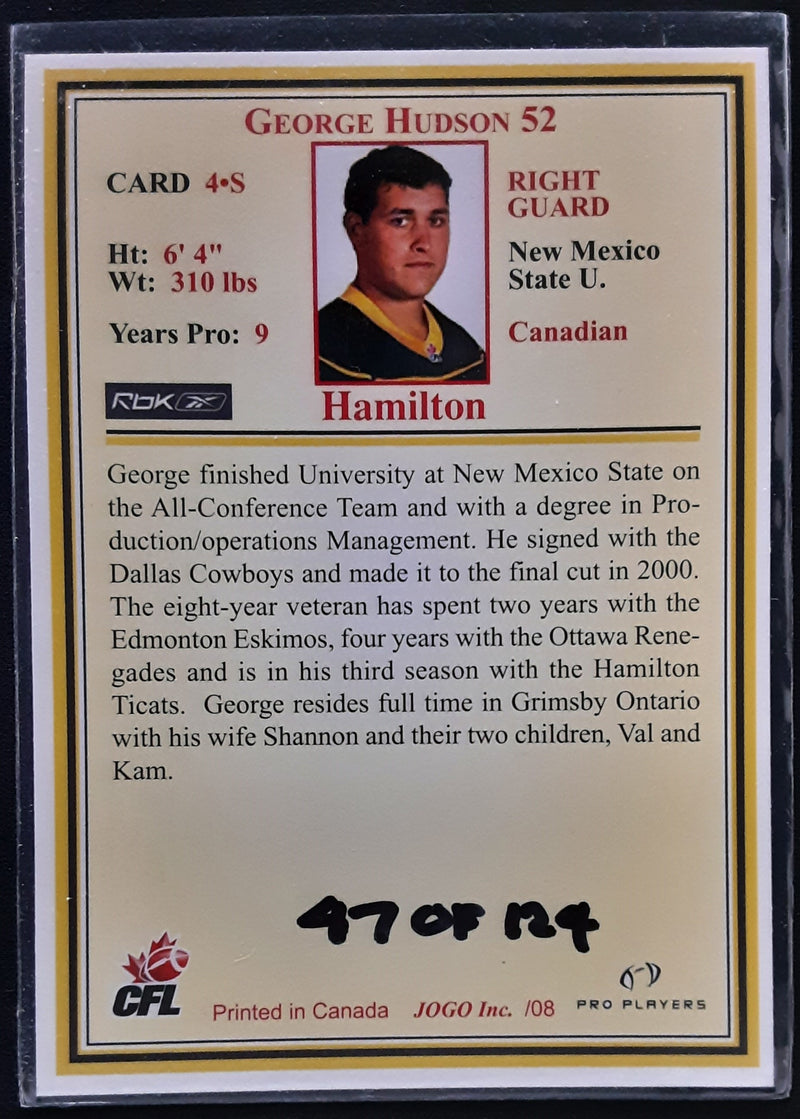 GEORGE HUDSON 52
CARD 4•S
RIGHT
GUARD
Ht: 6' 4"
Wt: 310 lbs
New Mexico
State U.
Years Pro: 9
Canadian
RBK
Hamilton
George finished University at New Mexico State on
the All-Conference Team and with a degree in Pro-
duction/operations Management. He signed with the
Dallas Cowboys and made it to the final cut in 2000.
The eight-year veteran has spent two years with the
Edmonton Eskimos, four years with the Ottawa Rene-
gades and is in his third season with the Hamilton
Ticats. George resides full time in Grimsby Ontario
with his wife Shannon and their two children, Val and
Kam.
47 OF 124
CFL
Printed in Canada JOGO Inc. /08
PRO PLAYERS